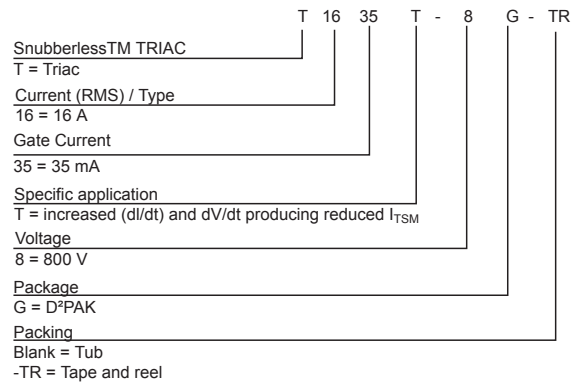 T 16 35 T - 8 G - TR
SnubberlessTM TRIAC
T = Triac
Current (RMS) / Type
16 = 16 A
Gate Current
35 = 35 mA
Specific application
T = increased (dI/dt) and dV/dt producing reduced ITSM
Voltage
8 = 800 V
Package
G = D²PAK
Packing
Blank = Tub
-TR = Tape and reel